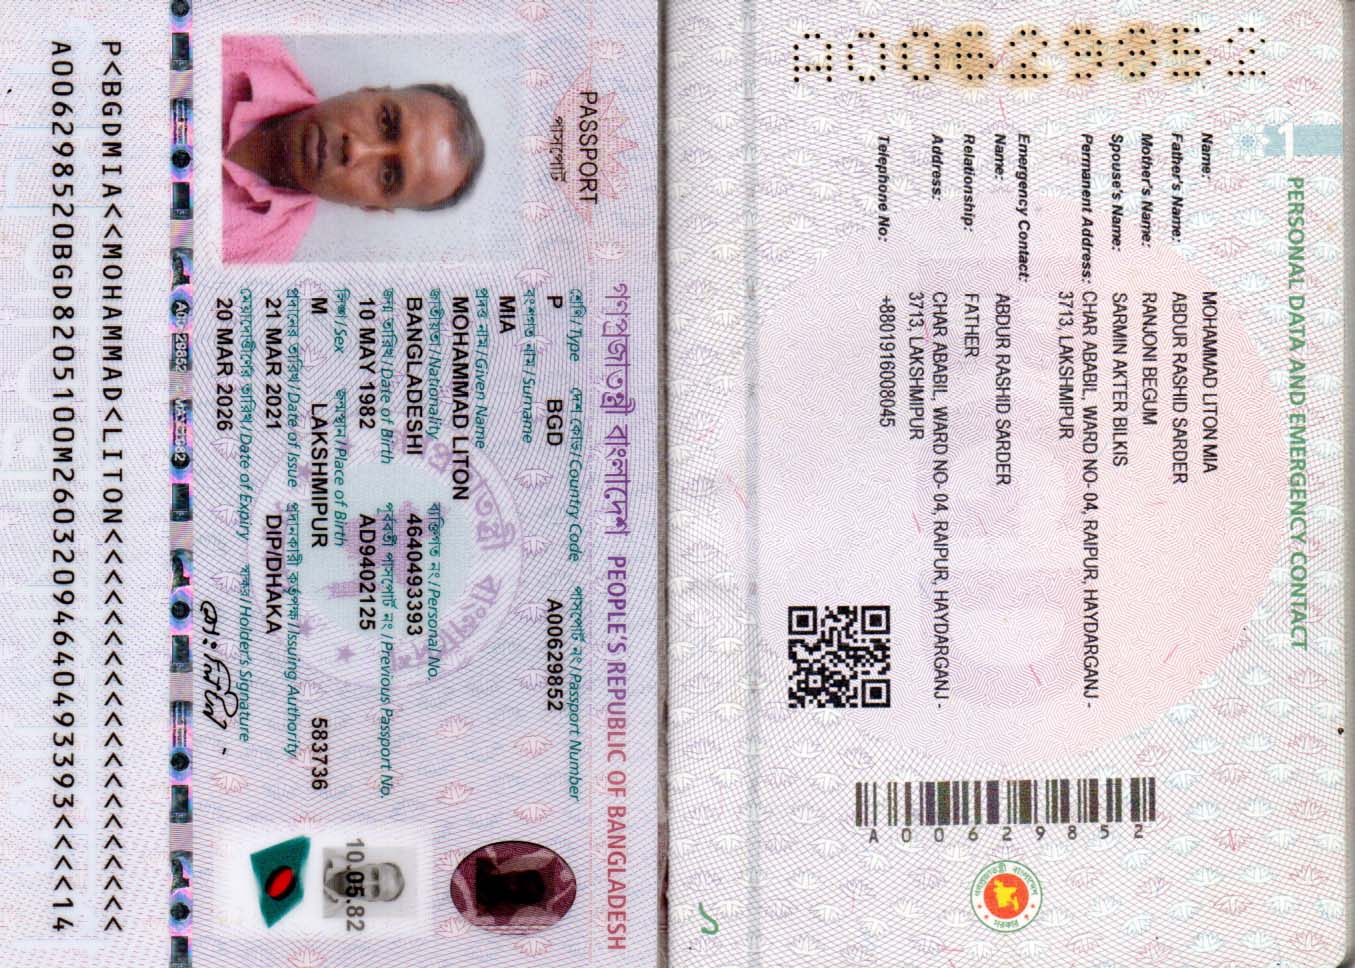 A00629852
PERSONAL DATA AND EMERGENCY CONTACT
Name: MOHAMMAD LITON MIA
Father's Name: ABDUR RASHID SARDER
Mother's Name: RANJONI BEGUM
Spouse's Name: SARMIN AKTER BILKIS
Permanent Address: CHAR ABABIL, WARD NO- 04, RAIPUR, HAYDARGANJ -
3713, LAKSHMIPUR
Emergency Contact:
Name: ABDUR RASHID SARDER
Relationship: FATHER
Address: CHAR ABABIL, WARD NO- 04, RAIPUR, HAYDARGANJ -
3713, LAKSHMIPUR
Telephone No: +8801916008045
A00629852
গণপ্রজাতন্ত্রী বাংলাদেশ PEOPLE'S REPUBLIC OF BANGLADESH
PASSPORT
পাসপোর্ট
শ্রেণি/Type দেশ কোড/Country Code পাসপোর্ট নং/Passport Number
P BGD A00629852
বংশগত নাম/Surname
MIA
প্রদত্ত নাম/Given Name
MOHAMMAD LITON
জাতীয়তা/Nationality ব্যক্তিগত নং/Personal No.
BANGLADESHI 4640493393
জন্ম তারিখ/Date of Birth পূর্ববর্তী পাসপোর্ট নং/Previous Passport No.
10 MAY 1982 AD9402125
লিঙ্গ/Sex জন্মস্থান/Place of Birth
M LAKSHMIPUR 583736
প্রদানের তারিখ/Date of Issue প্রদানকারী কর্তৃপক্ষ/Issuing Authority
21 MAR 2021 DIP/DHAKA
মেয়াদোত্তীর্ণের তারিখ/Date of Expiry স্বাক্ষর/Holder's Signature
20 MAR 2026
10.05.82
P<BGDMIA<<MOHAMMAD<LITON<<<<<<<<<<<<<<<<<<<<
A006298520BGD8205100M26032094640493393<<<<14